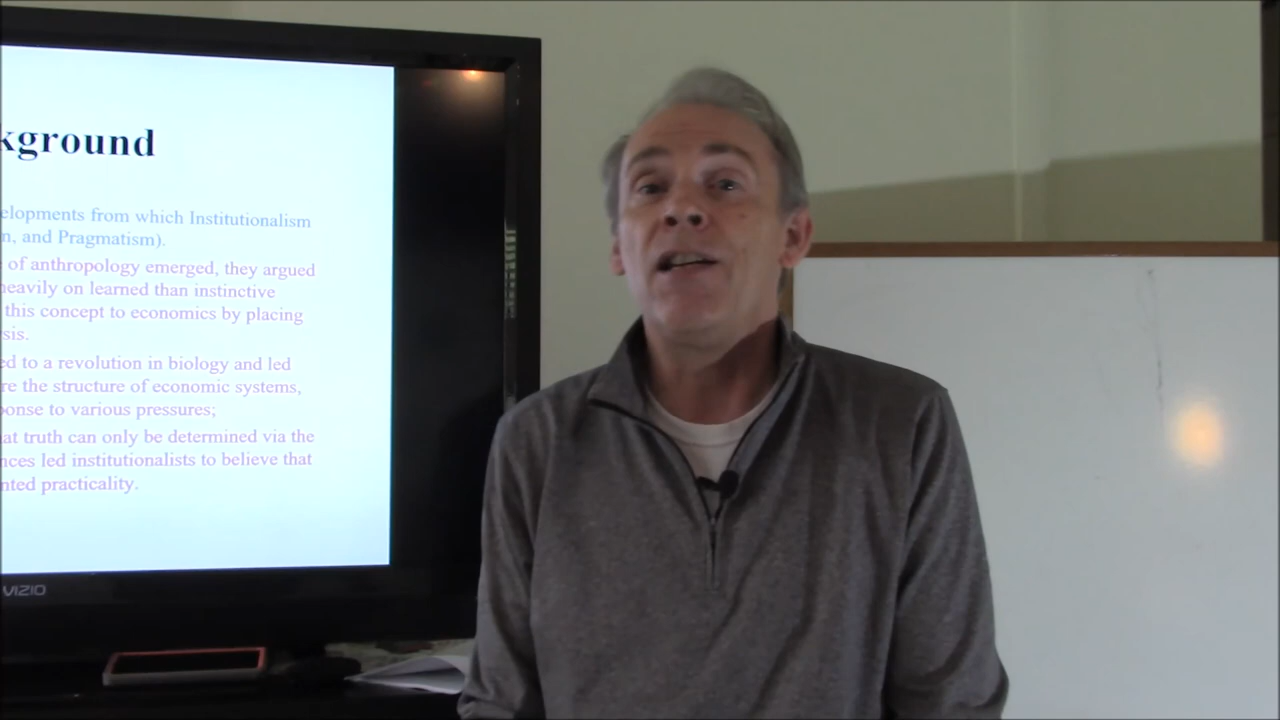 kground
elopments from which Institutionalism
n, and Pragmatism).
of anthropology emerged, they argued
heavily on learned than instinctive
this concept to economics by placing
sis.
ed to a revolution in biology and led
re the structure of economic systems,
onse to various pressures;
at truth can only be determined via the
nces led institutionalists to believe that
nted practicality.
VIZIO